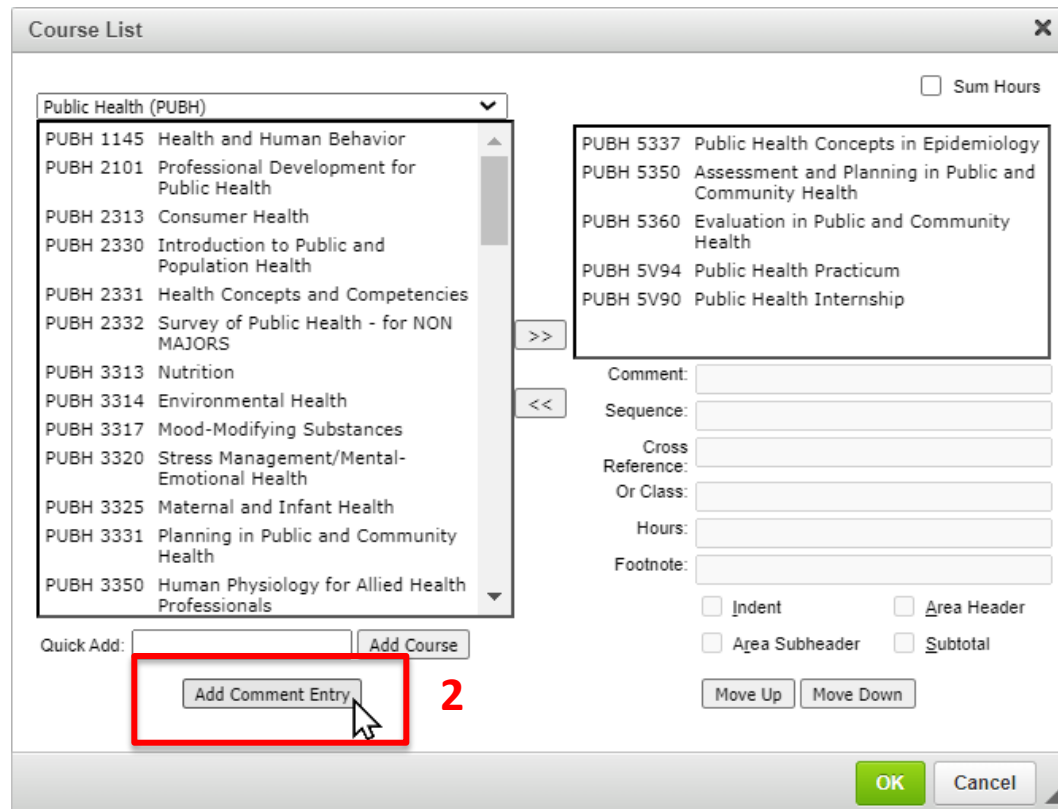 Course List
Sum Hours
Public Health (PUBH)
PUBH 1145 Health and Human Behavior
PUBH 2101 Professional Development for
Public Health
PUBH 2313 Consumer Health
PUBH 2330 Introduction to Public and
Population Health
PUBH 2331 Health Concepts and Competencies
PUBH 2332 Survey of Public Health - for NON
MAJORS
PUBH 3313 Nutrition
PUBH 3314 Environmental Health
PUBH 3317 Mood-Modifying Substances
PUBH 3320 Stress Management/Mental-
Emotional Health
PUBH 3325 Maternal and Infant Health
PUBH 3331 Planning in Public and Community
Health
PUBH 3350 Human Physiology for Allied Health
Professionals
Quick Add:
Add Course
Add Comment Entry
2
>>
<<
PUBH 5337 Public Health Concepts in Epidemiology
PUBH 5350 Assessment and Planning in Public and
Community Health
PUBH 5360 Evaluation in Public and Community
Health
PUBH 5V94 Public Health Practicum
PUBH 5V90 Public Health Internship
Comment:
Sequence:
Cross
Reference:
Or Class:
Hours:
Footnote:
Indent
Area Header
Area Subheader
Subtotal
Move Up
Move Down
OK
Cancel